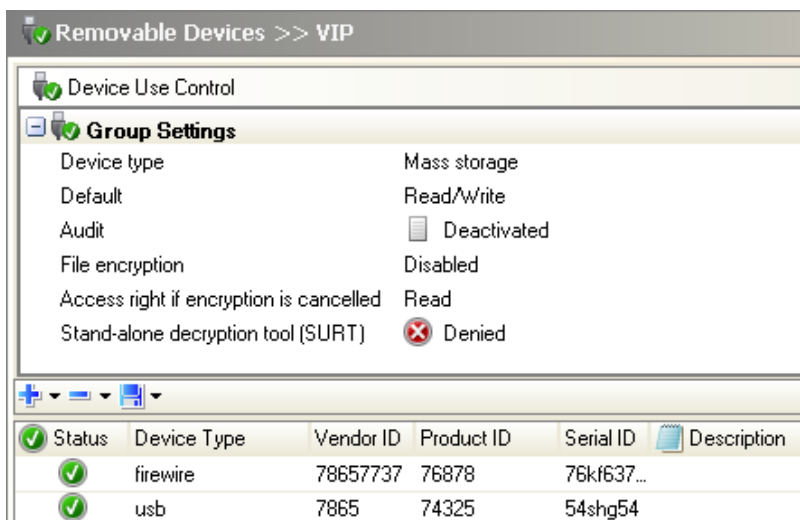 Removable Devices >> VIP
Device Use Control
Group Settings
Device type Mass storage
Default Read/Write
Audit Deactivated
File encryption Disabled
Access right if encryption is cancelled Read
Stand-alone decryption tool (SURT) Denied
Status Device Type Vendor ID Product ID Serial ID Description
firewire 78657737 76878 76kf637...
usb 7865 74325 54shg54